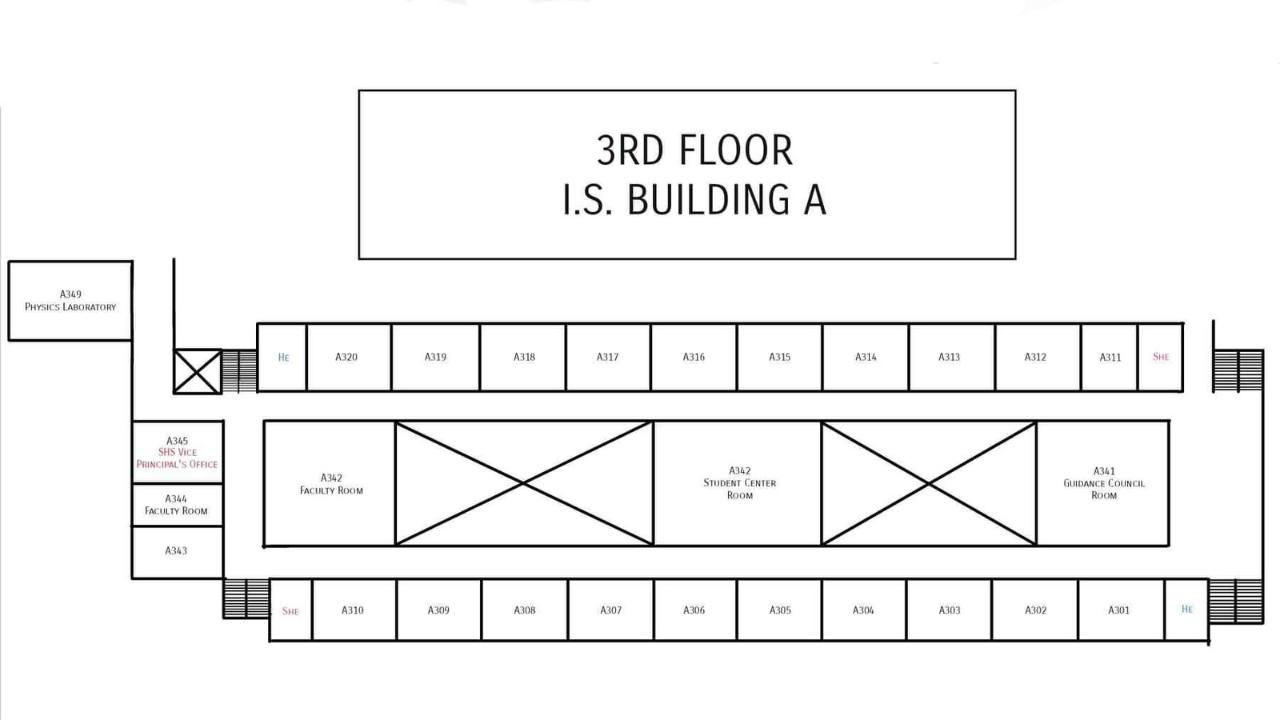 3RD FLOOR
I.S. BUILDING A
A349
Physics Laboratory
He
A320
A319
A318
A317
A316
A315
A314
A313
A312
A311
She
A345
SHS Vice
Principal's Office
A344
Faculty Room
A343
A342
Faculty Room
A342
Student Center
Room
A341
Guidance Council
Room
She
A310
A309
A308
A307
A306
A305
A304
A303
A302
A301
He